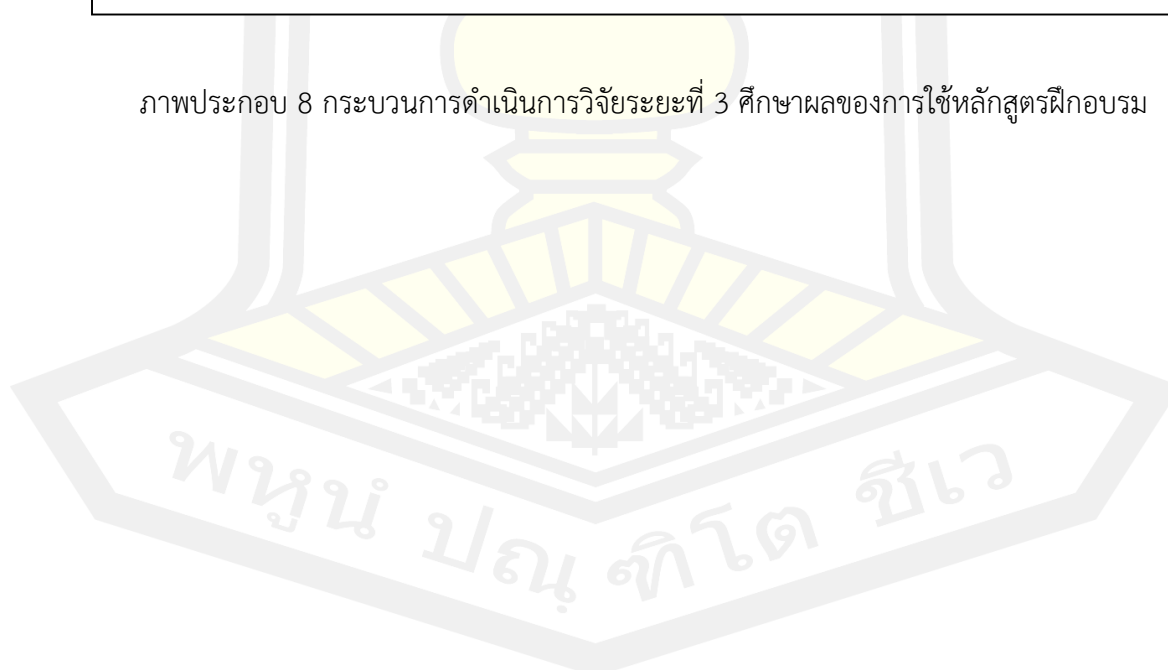 ภาพประกอบ 8 กระบวนการดำเนินการวิจัยระยะที่ 3 ศึกษาผลของการใช้หลักสูตรฝึกอบรม
พหูนํ ปณฺฑิโต ชีเว